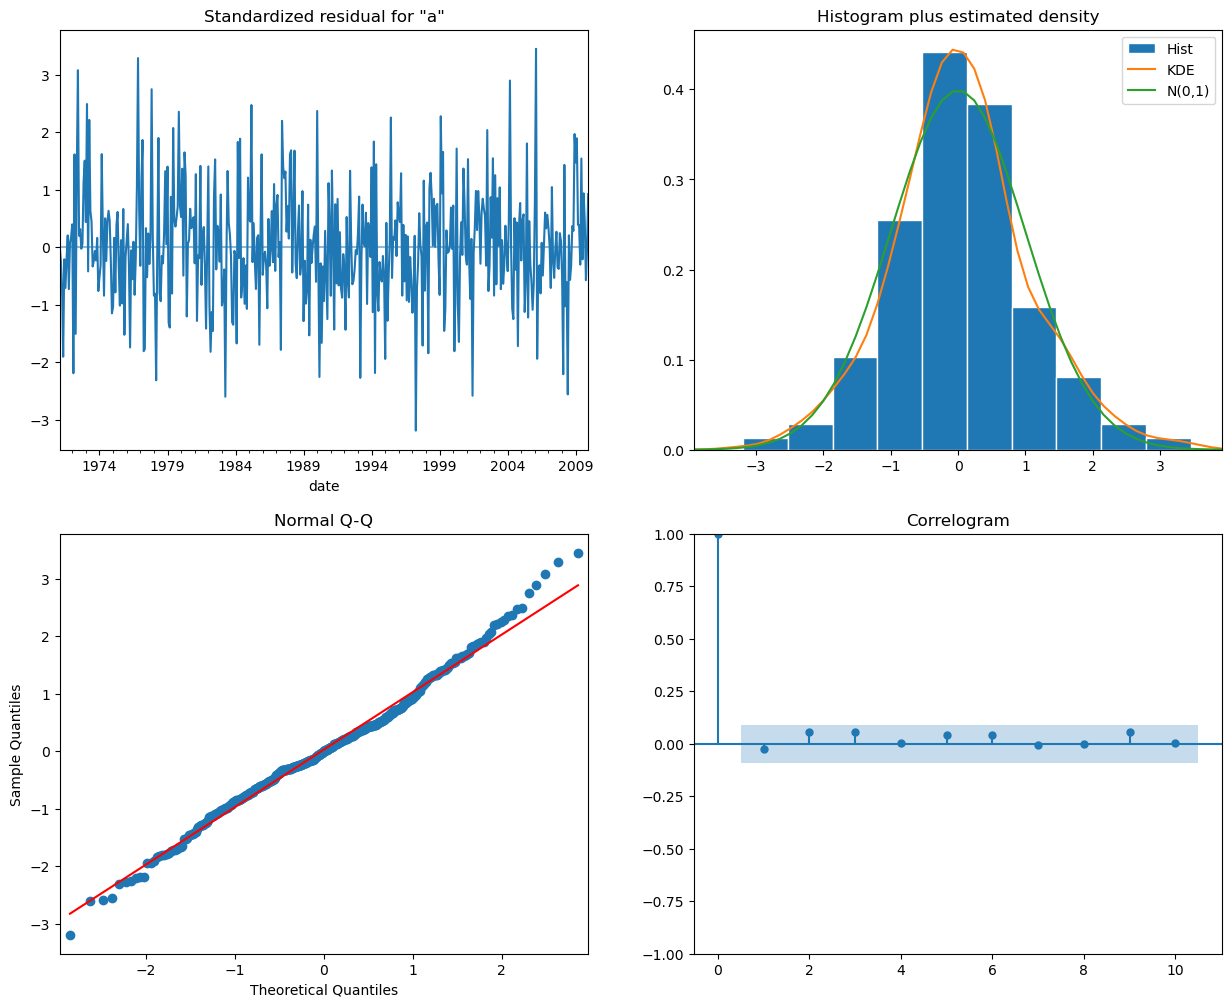 Standardized residual for "a"
3
2
1
0
−1
−2
−3
1974 1979 1984 1989 1994 1999 2004 2009
date
Histogram plus estimated density
Hist
KDE
N(0,1)
0.4
0.3
0.2
0.1
0.0
−3 −2 −1 0 1 2 3
Normal Q-Q
Sample Quantiles
3
2
1
0
−1
−2
−3
−2 −1 0 1 2
Theoretical Quantiles
Correlogram
1.00
0.75
0.50
0.25
0.00
−0.25
−0.50
−0.75
−1.00
0 2 4 6 8 10